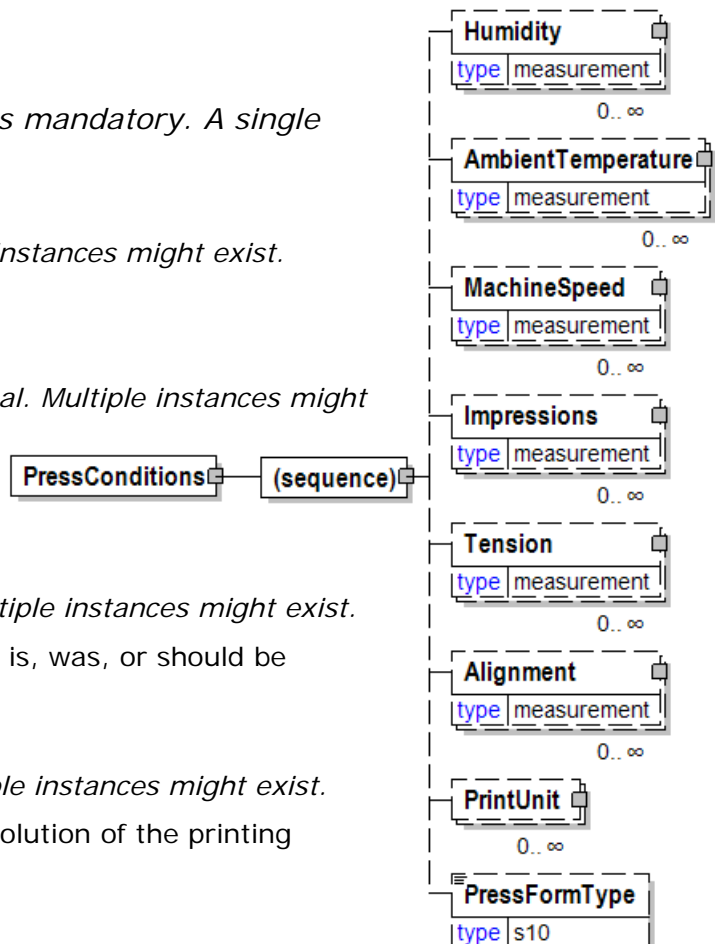 Humidity
type measurement
0.. ∞
s mandatory. A single
AmbientTemperature
type measurement
0.. ∞
nstances might exist.
MachineSpeed
type measurement
0.. ∞
al. Multiple instances might
Impressions
type measurement
0.. ∞
PressConditions (sequence)
Tension
type measurement
0.. ∞
tiple instances might exist.
is, was, or should be
Alignment
type measurement
0.. ∞
ple instances might exist.
PrintUnit
0.. ∞
olution of the printing
PressFormType
type s10